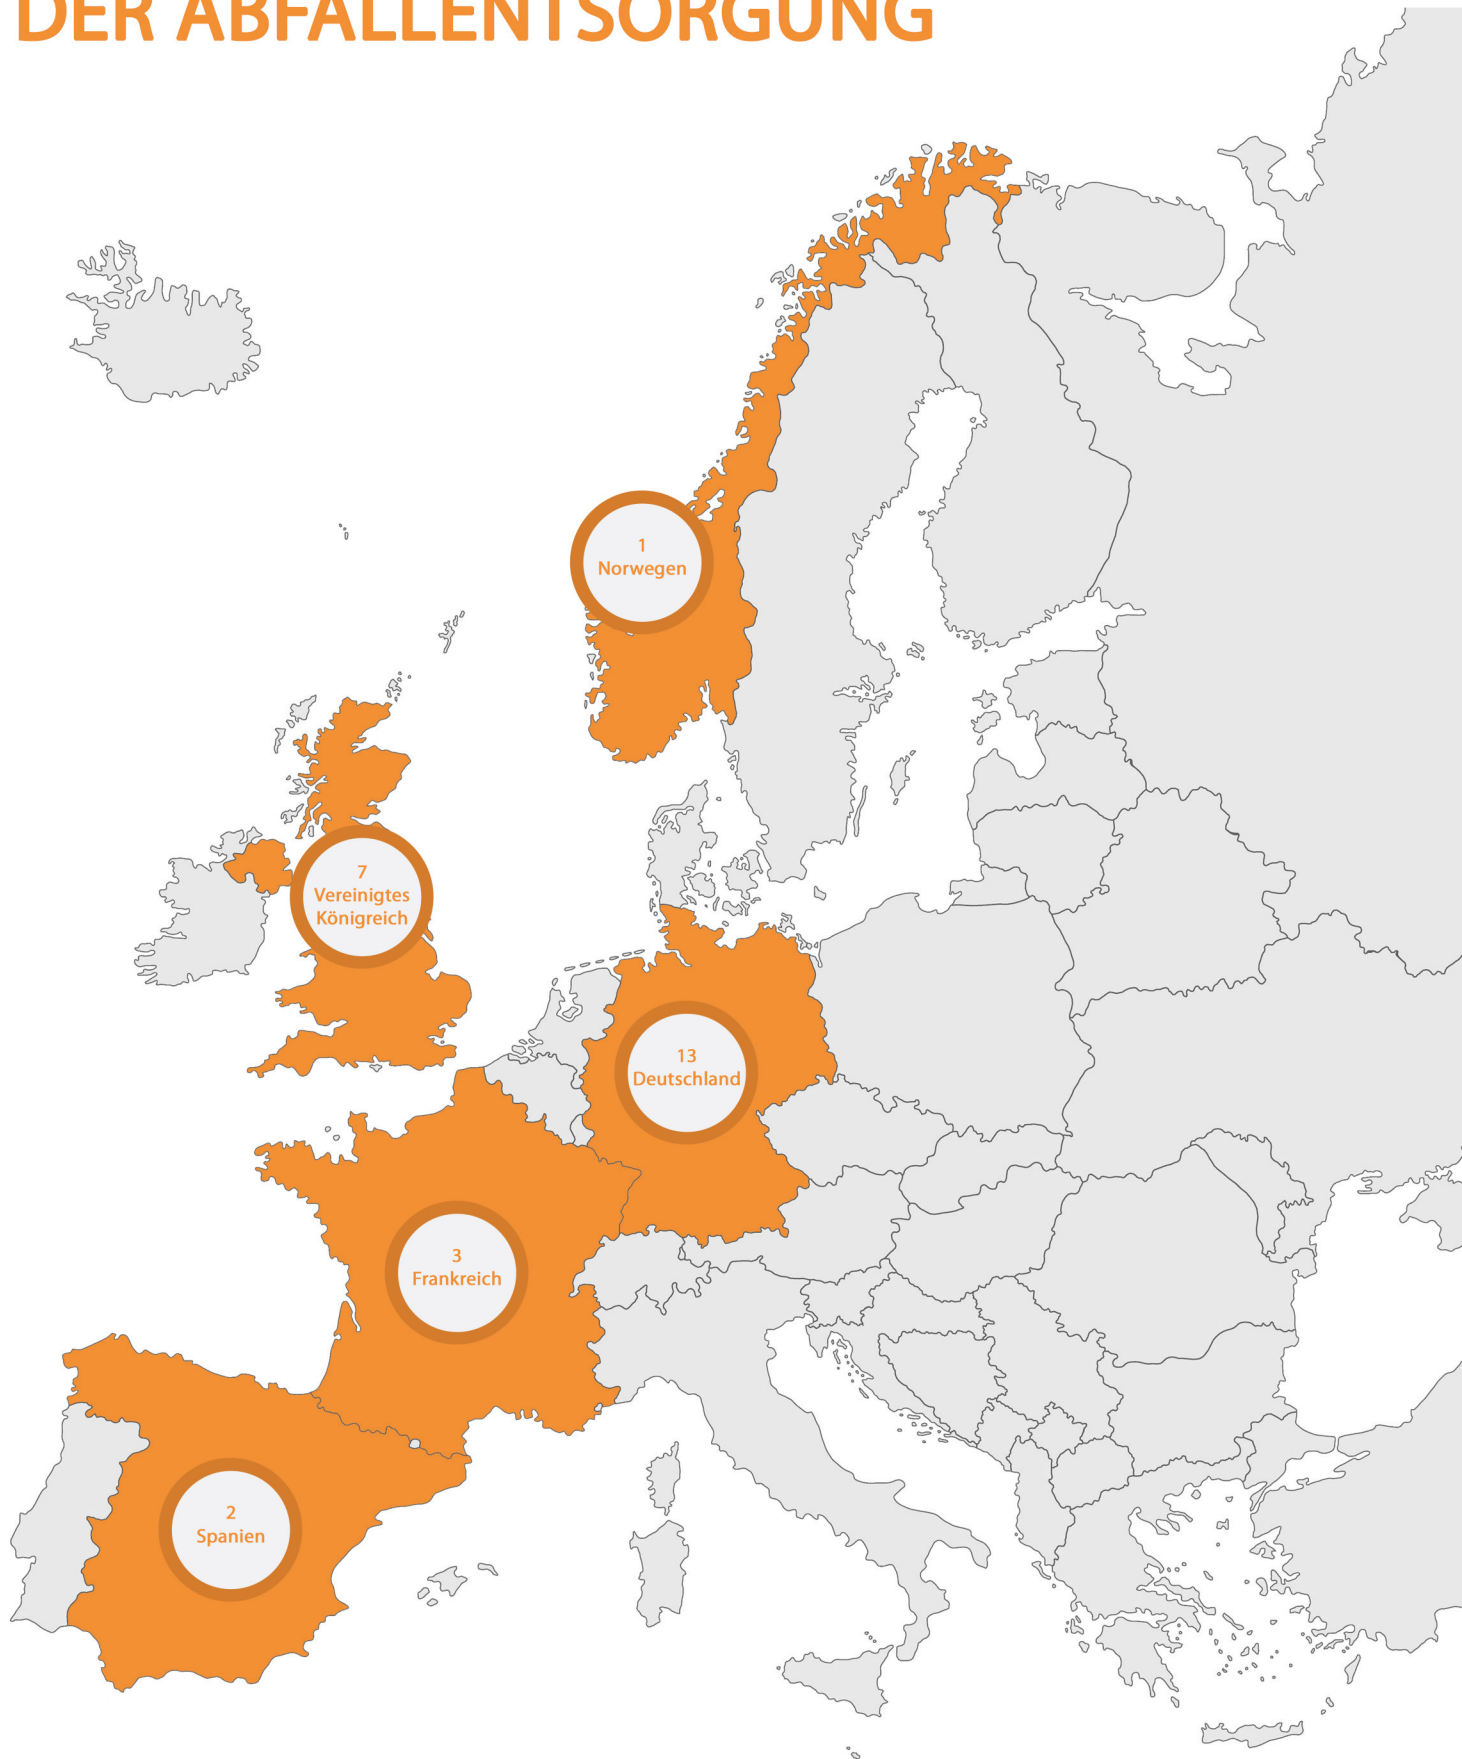 DER ABFALLENTSORGUNG
1
Norwegen
7
Vereinigtes
Königreich
13
Deutschland
3
Frankreich
2
Spanien